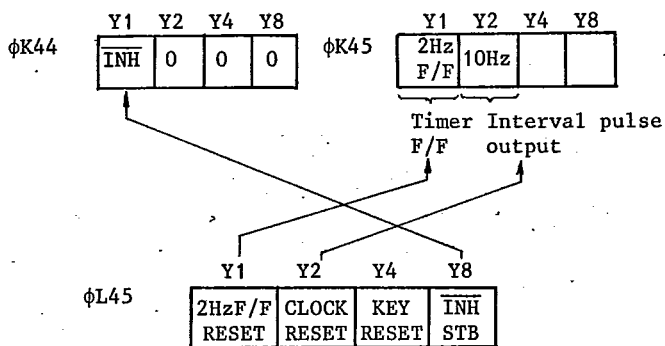 Y1 Y2 Y4 Y8 Y1 Y2 Y4 Y8
φK44 INH 0 0 0 φK45 2Hz F/F 10Hz
Timer Interval pulse
F/F output
Y1 Y2 Y4 Y8
φL45
2HzF/F CLOCK KEY INH
RESET RESET RESET STB